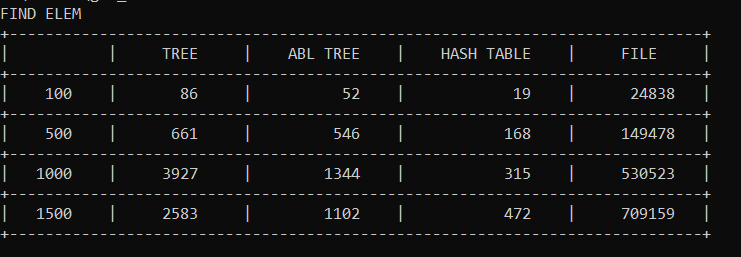 FIND ELEM
TREE ABL TREE HASH TABLE FILE
100 86 52 19 24838
500 661 546 168 149478
1000 3927 1344 315 530523
1500 2583 1102 472 709159